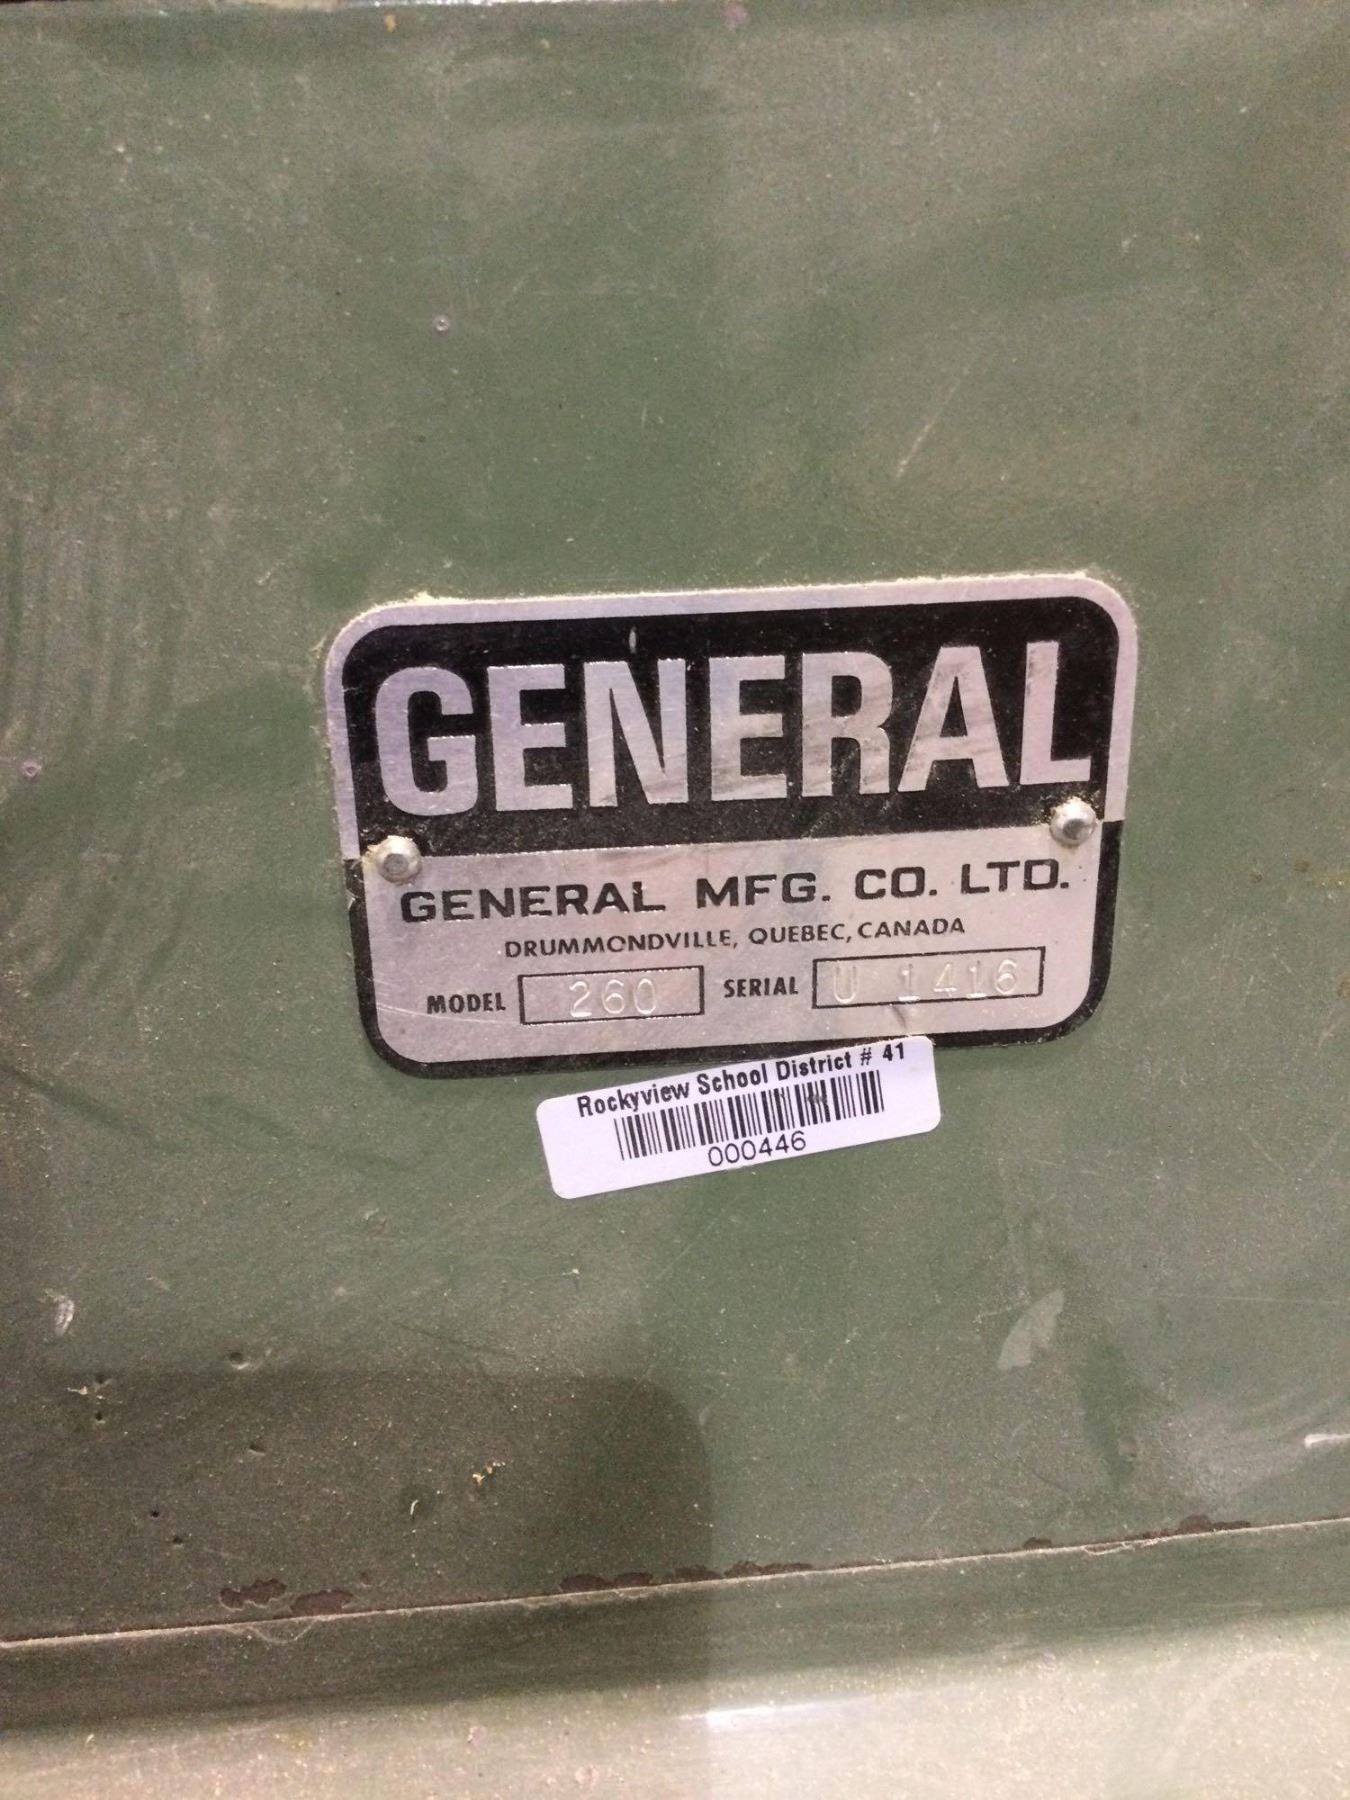 GENERAL
GENERAL MFG. CO. LTD.
DRUMMONDVILLE, QUEBEC, CANADA
MODEL 260 SERIAL U 1416
Rockyview School District # 41
000446